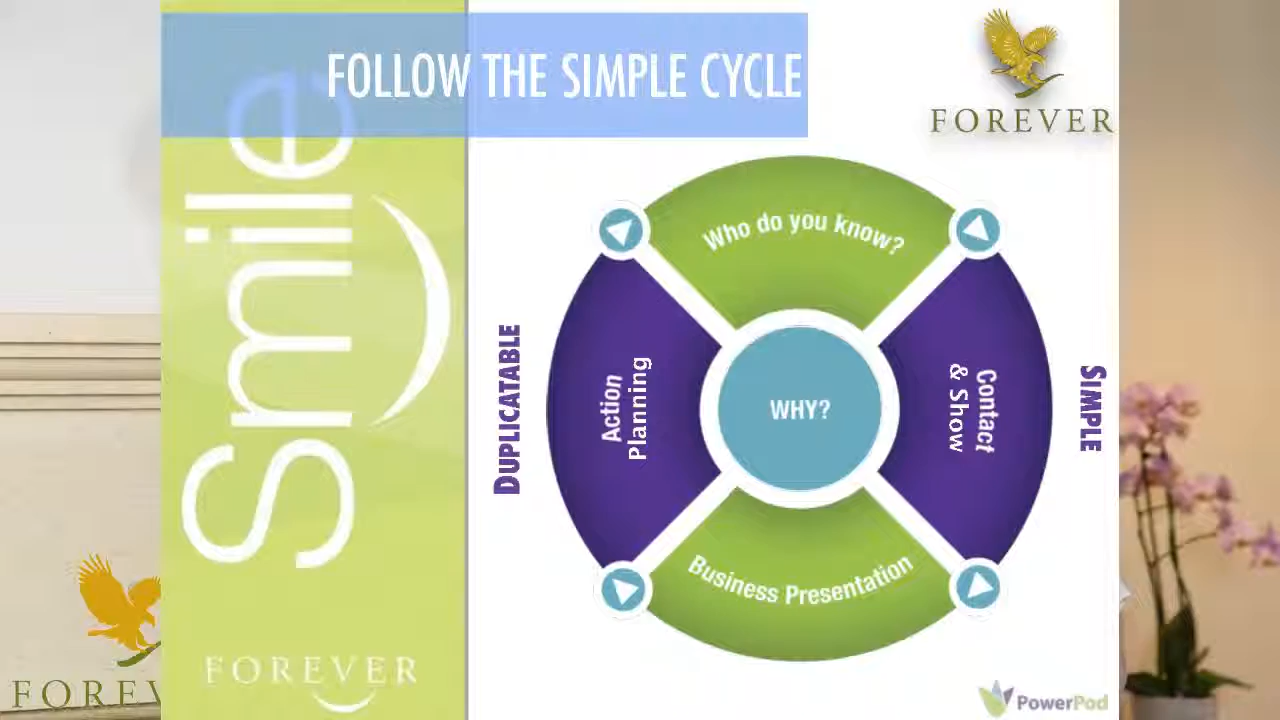 FOLLOW THE SIMPLE CYCLE
FOREVER
Smile
FOREVER
Who do you know?
Contact
& Show
Business Presentation
Action
Planning
WHY?
DUPLICATABLE
SIMPLE
PowerPod
FOREV